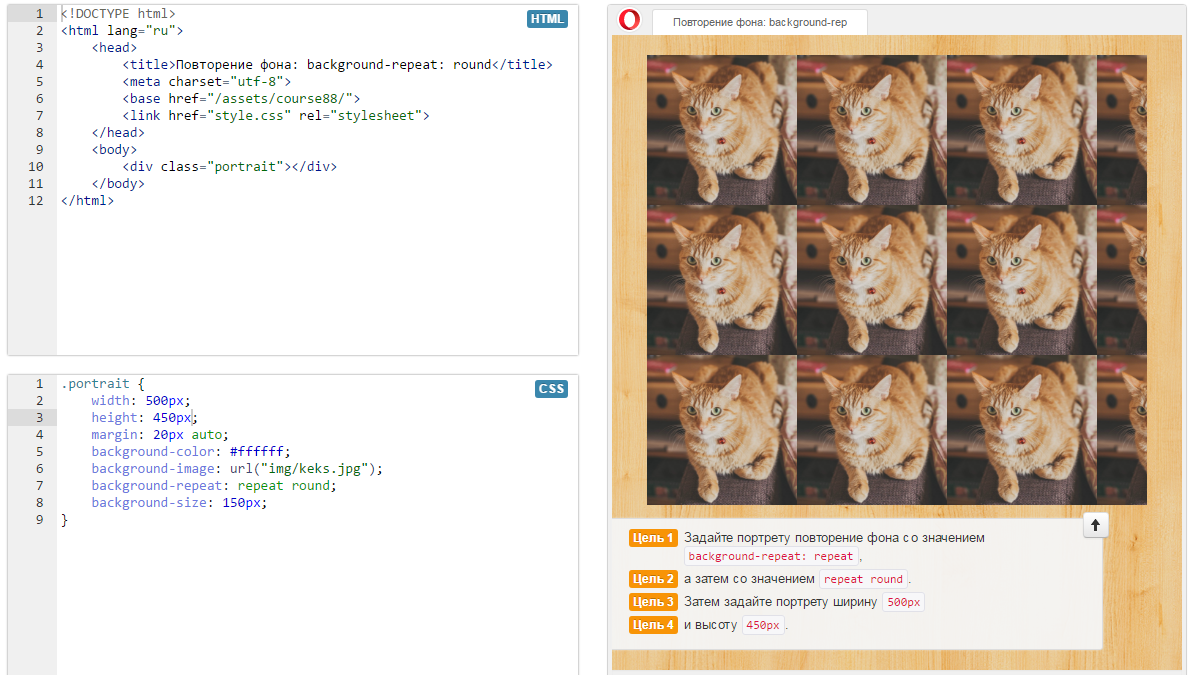 1 <!DOCTYPE html>
HTML
2 <html lang="ru">
3 <head>
4 <title>Повторение фона: background-repeat: round</title>
5 <meta charset="utf-8">
6 <base href="/assets/course88/">
7 <link href="style.css" rel="stylesheet">
8 </head>
9 <body>
10 <div class="portrait"></div>
11 </body>
12 </html>
1 .portrait {
CSS
2 width: 500px;
3 height: 450px;
4 margin: 20px auto;
5 background-color: #ffffff;
6 background-image: url("img/keks.jpg");
7 background-repeat: repeat round;
8 background-size: 150px;
9 }
Повторение фона: background-rep
Цель 1 Задайте портрету повторение фона со значением
background-repeat: repeat,
Цель 2 а затем со значением repeat round.
Цель 3 Затем задайте портрету ширину 500px
Цель 4 и высоту 450px.